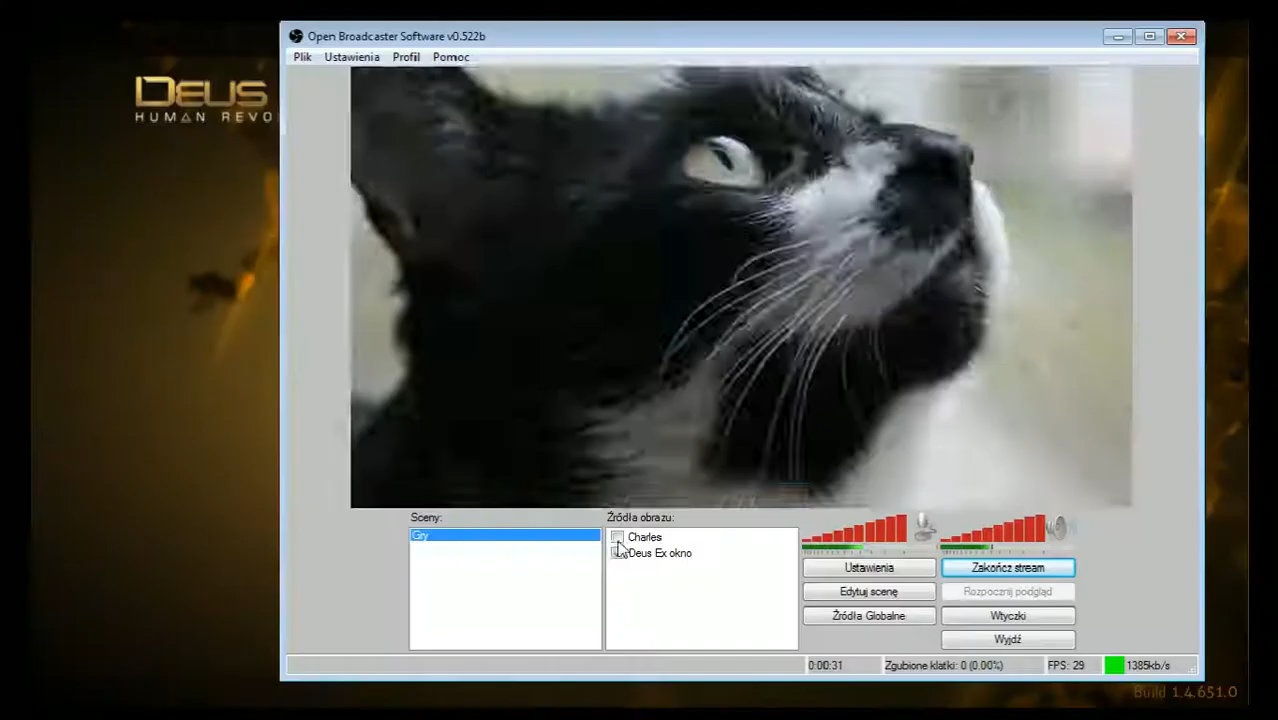 Open Broadcaster Software v0.522b
Plik Ustawienia Profil Pomoc
DEUS
HUMAN REVO
Sceny:
Gry
Źródła obrazu:
Charles
Deus Ex okno
Ustawienia
Zakończ stream
Edytuj scenę
Rozpocznij podgląd
Źródła Globalne
Wtyczki
Wyjdź
0:00:31
Zgubione klatki: 0 (0.00%)
FPS: 29
1385kb/s
Build 1.4.651.0